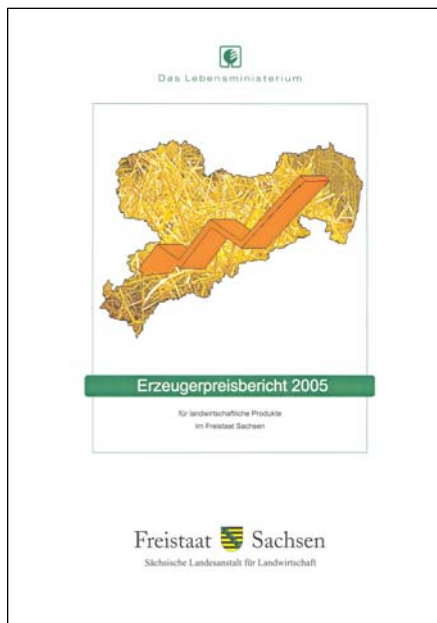 Das Lebensministerium
Erzeugerpreisbericht 2005
für landwirtschaftliche Produkte
im Freistaat Sachsen
Freistaat Sachsen
Sächsische Landesanstalt für Landwirtschaft